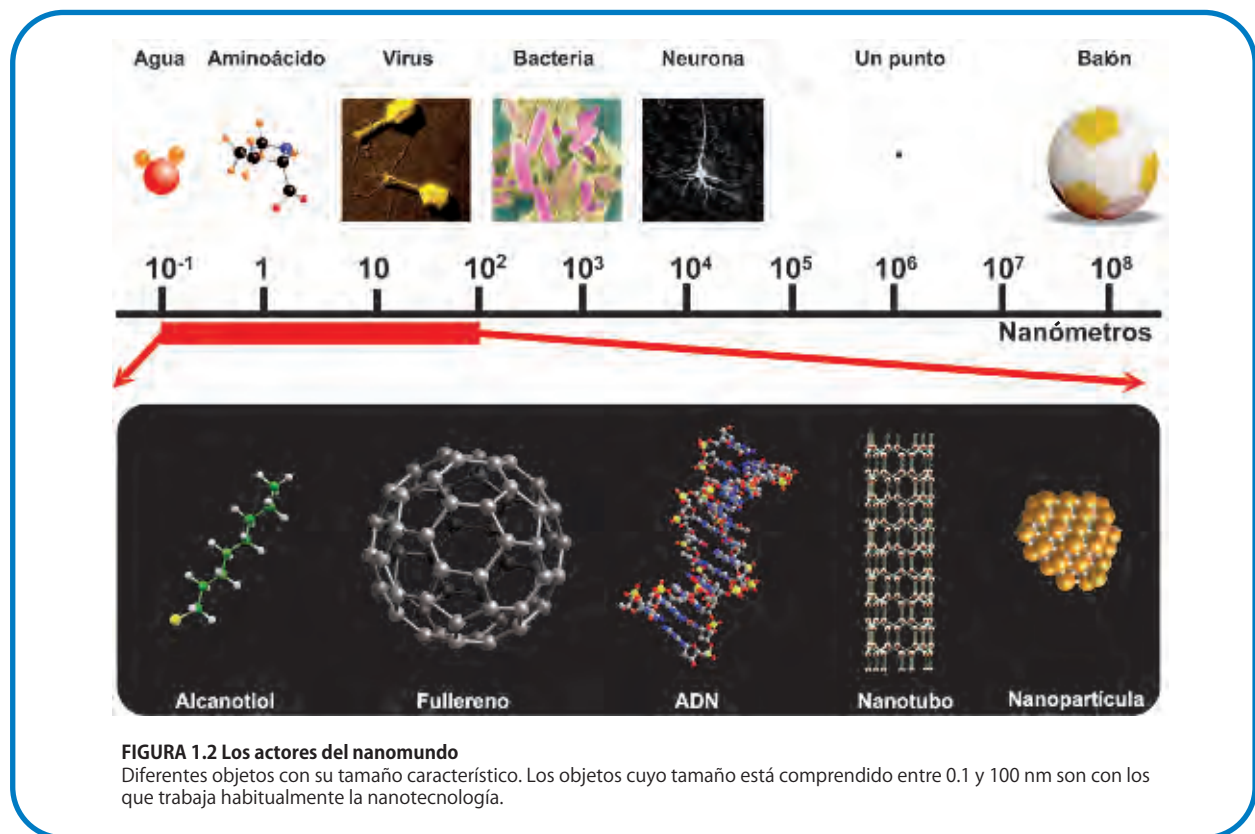 Agua Aminoácido Virus Bacteria Neurona Un punto Balón
10⁻¹ 1 10 10² 10³ 10⁴ 10⁵ 10⁶ 10⁷ 10⁸
Nanómetros
Alcanotiol Fullereno ADN Nanotubo Nanopartícula
FIGURA 1.2 Los actores del nanomundo
Diferentes objetos con su tamaño característico. Los objetos cuyo tamaño está comprendido entre 0.1 y 100 nm son con los
que trabaja habitualmente la nanotecnología.